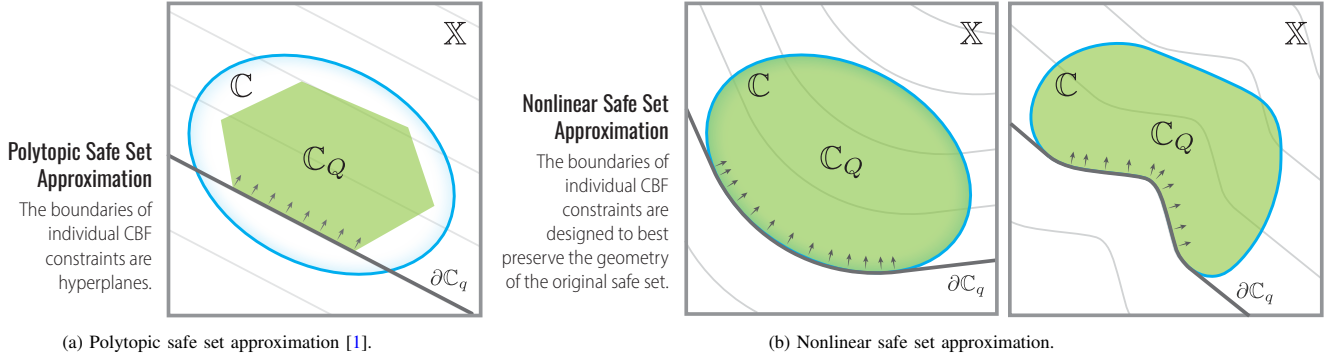 Polytopic Safe Set
Approximation
The boundaries of
individual CBF
constraints are
hyperplanes.
𝕏
ℂ
ℂ_Q
∂ℂ_q
(a) Polytopic safe set approximation [1].
Nonlinear Safe Set
Approximation
The boundaries of
individual CBF
constraints are
designed to best
preserve the geometry
of the original safe set.
𝕏
ℂ
ℂ_Q
∂ℂ_q
𝕏
ℂ
ℂ_Q
∂ℂ_q
(b) Nonlinear safe set approximation.